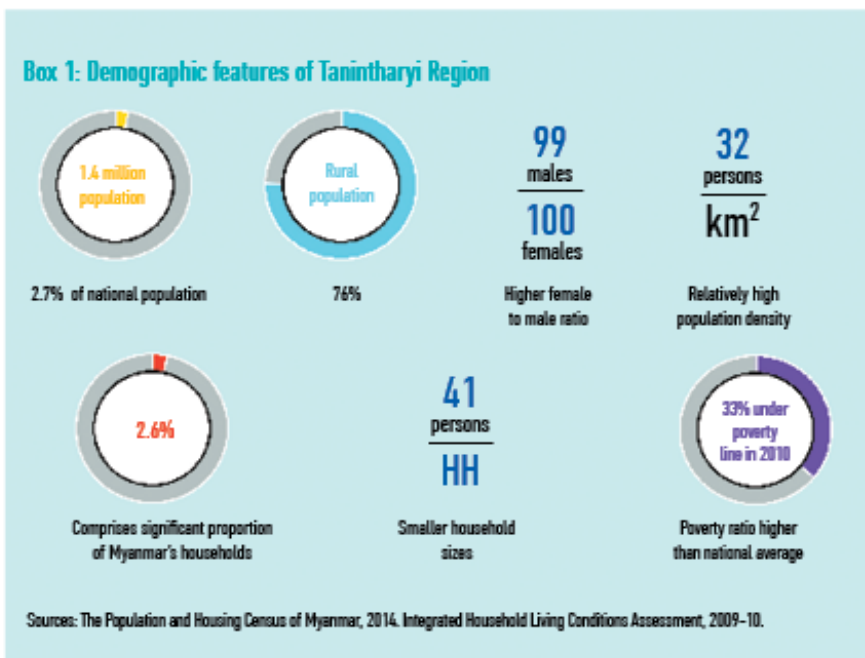 Box 1: Demographic features of Tanintharyi Region
1.4 million
population
2.7% of national population
Rural
population
76%
99
males
100
females
Higher female
to male ratio
32
persons
km²
Relatively high
population density
2.6%
Comprises significant proportion
of Myanmar's households
41
persons
HH
Smaller household
sizes
33% under
poverty
line in 2010
Poverty ratio higher
than national average
Sources: The Population and Housing Census of Myanmar, 2014. Integrated Household Living Conditions Assessment, 2009–10.